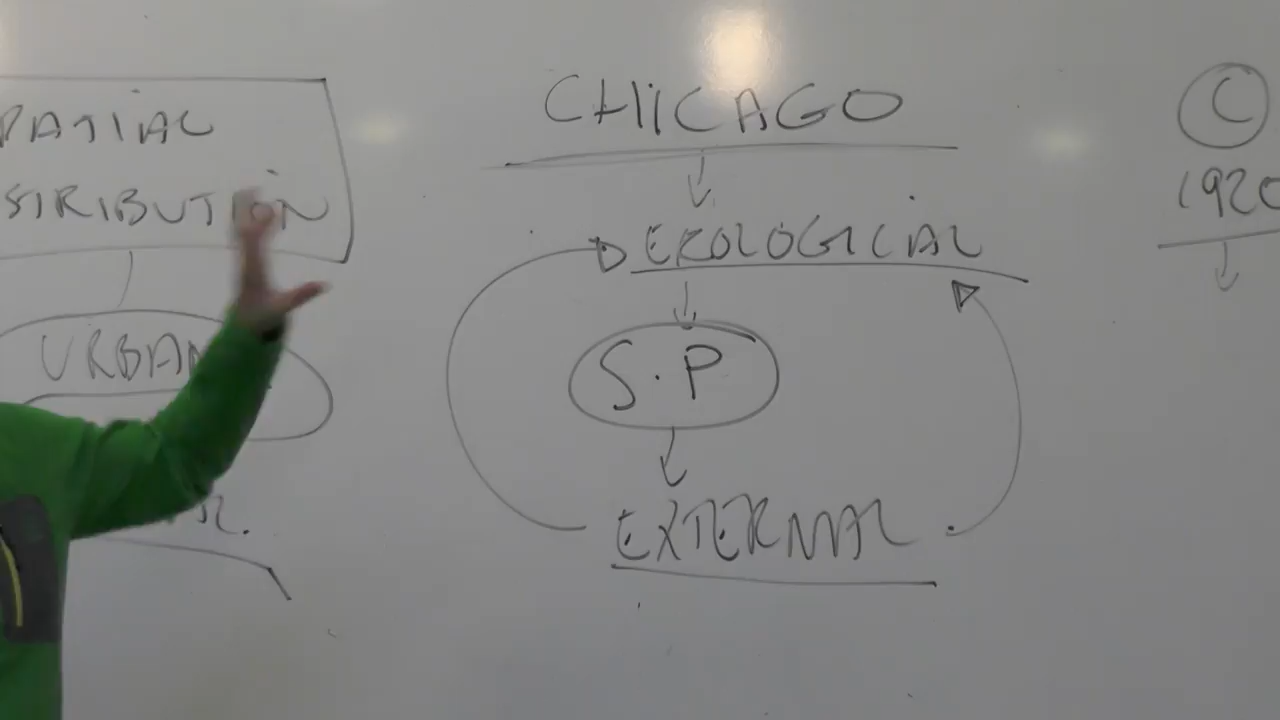 PATIAL
STRIBUTION
URBAN
CHICAGO
ECOLOGICAL
S.P
EXTERNAL
C
1920